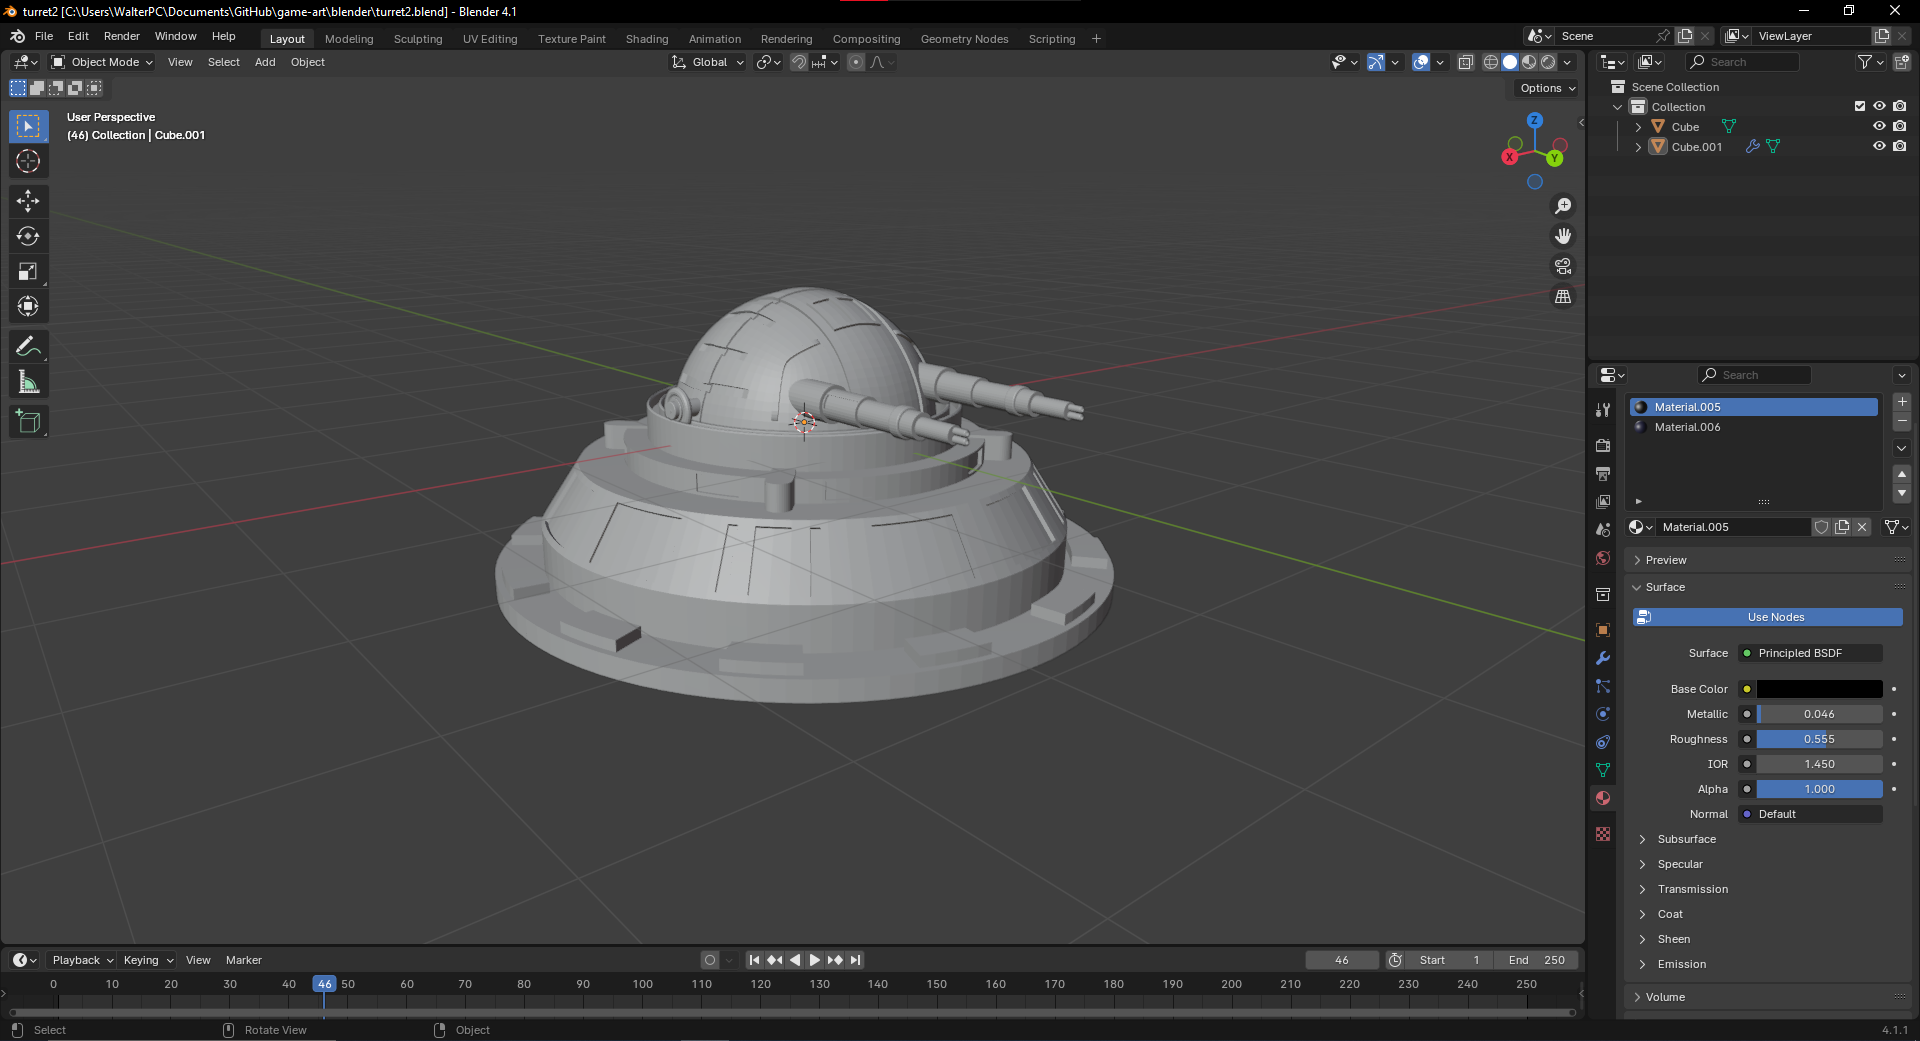 turret2 [C:\Users\WalterPC\Documents\GitHub\game-art\blender\turret2.blend] - Blender 4.1
File Edit Render Window Help
Layout Modeling Sculpting UV Editing Texture Paint Shading Animation Rendering Compositing Geometry Nodes Scripting +
Scene
ViewLayer
Object Mode View Select Add Object
Global
Search
Options
User Perspective
(46) Collection | Cube.001
Z
X
Y
Scene Collection
Collection
Cube
Cube.001
Search
Material.005
Material.006
Material.005
Preview
Surface
Use Nodes
Surface Principled BSDF
Base Color
Metallic 0.046
Roughness 0.555
IOR 1.450
Alpha 1.000
Normal Default
Subsurface
Specular
Transmission
Coat
Sheen
Emission
Volume
Playback Keying View Marker
46 Start 1 End 250
0 10 20 30 40 46 50 60 70 80 90 100 110 120 130 140 150 160 170 180 190 200 210 220 230 240 250
Select Rotate View Object
4.1.1